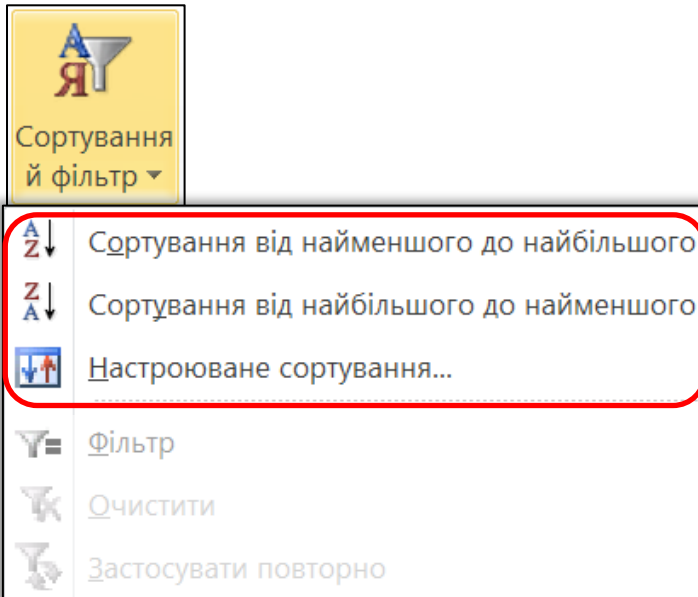 Сортування
й фільтр
Сортування від найменшого до найбільшого
Сортування від найбільшого до найменшого
Настроюване сортування...
Фільтр
Очистити
Застосувати повторно